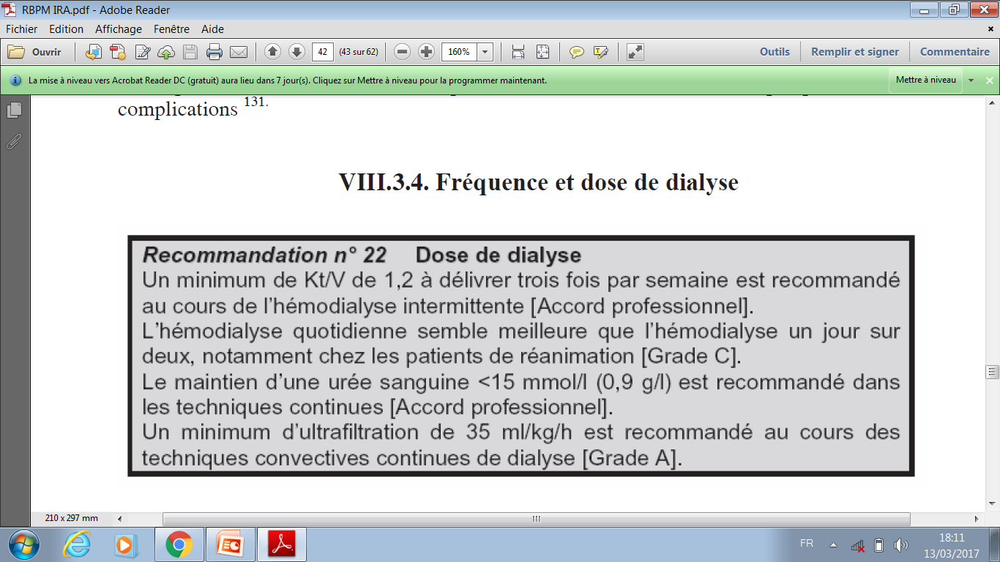 RBPM IRA.pdf - Adobe Reader
Fichier Edition Affichage Fenêtre Aide
Ouvrir 42 (43 sur 62) 160% Outils Remplir et signer Commentaire
La mise à niveau vers Acrobat Reader DC (gratuit) aura lieu dans 7 jour(s). Cliquez sur Mettre à niveau pour la programmer maintenant. Mettre à niveau
complications 131.
VIII.3.4. Fréquence et dose de dialyse
Recommandation n° 22 Dose de dialyse
Un minimum de Kt/V de 1,2 à délivrer trois fois par semaine est recommandé
au cours de l’hémodialyse intermittente [Accord professionnel].
L’hémodialyse quotidienne semble meilleure que l’hémodialyse un jour sur
deux, notamment chez les patients de réanimation [Grade C].
Le maintien d’une urée sanguine <15 mmol/l (0,9 g/l) est recommandé dans
les techniques continues [Accord professionnel].
Un minimum d’ultrafiltration de 35 ml/kg/h est recommandé au cours des
techniques convectives continues de dialyse [Grade A].
210 x 297 mm
FR 18:11
13/03/2017